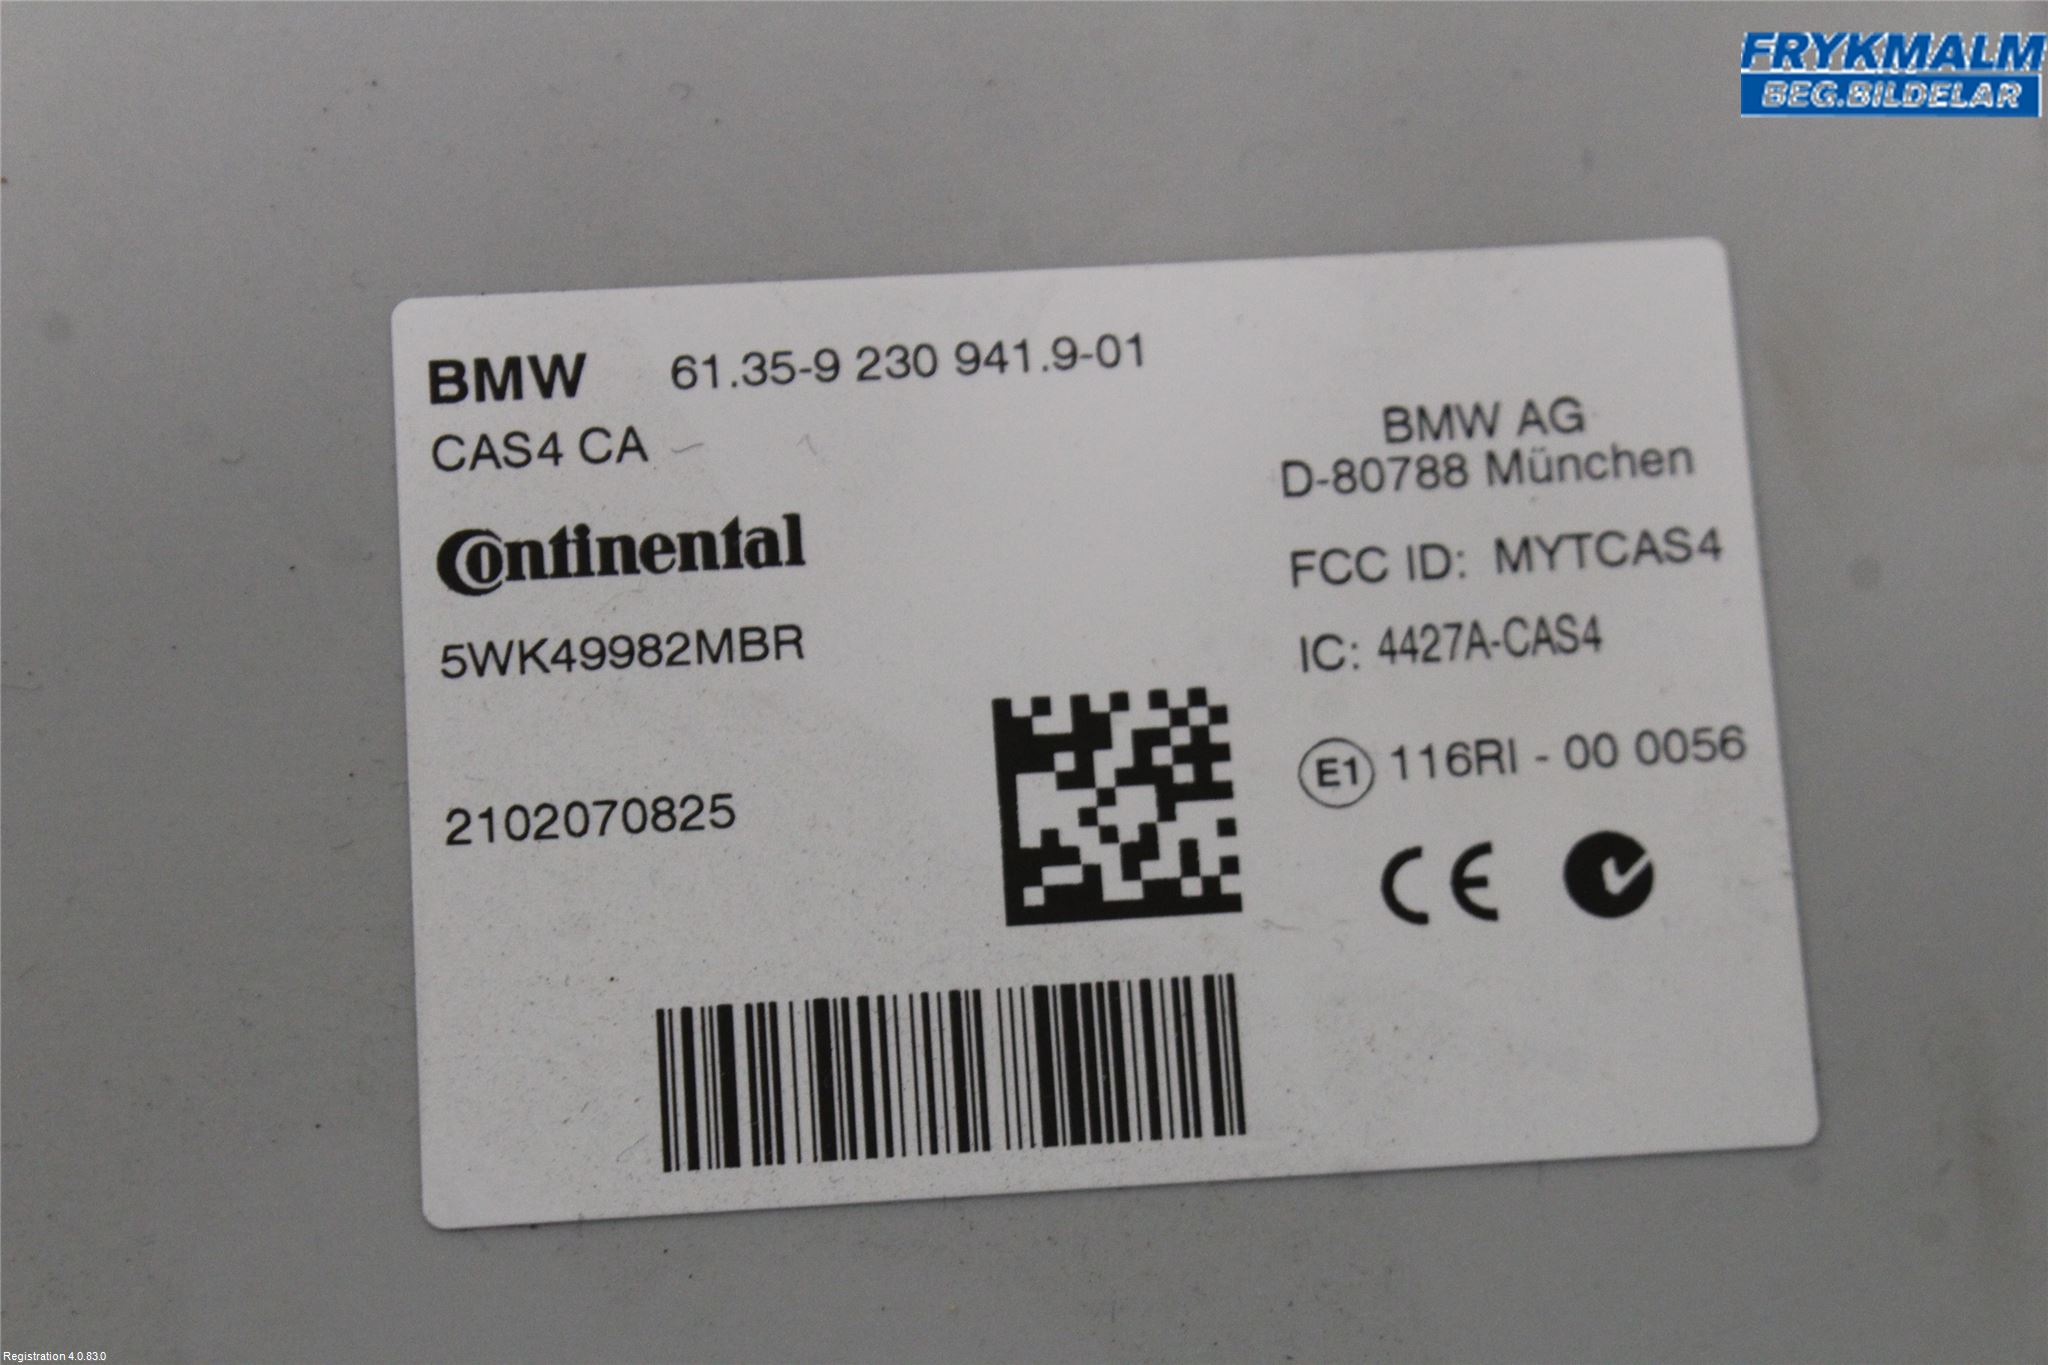 FRYKMALM
BEG.BILDELAR
BMW 61.35-9 230 941.9-01
CAS4 CA
Continental
5WK49982MBR
2102070825
BMW AG
D-80788 München
FCC ID: MYTCAS4
IC: 4427A-CAS4
E1 116RI - 00 0056
CE
Registration 4.0.83.0